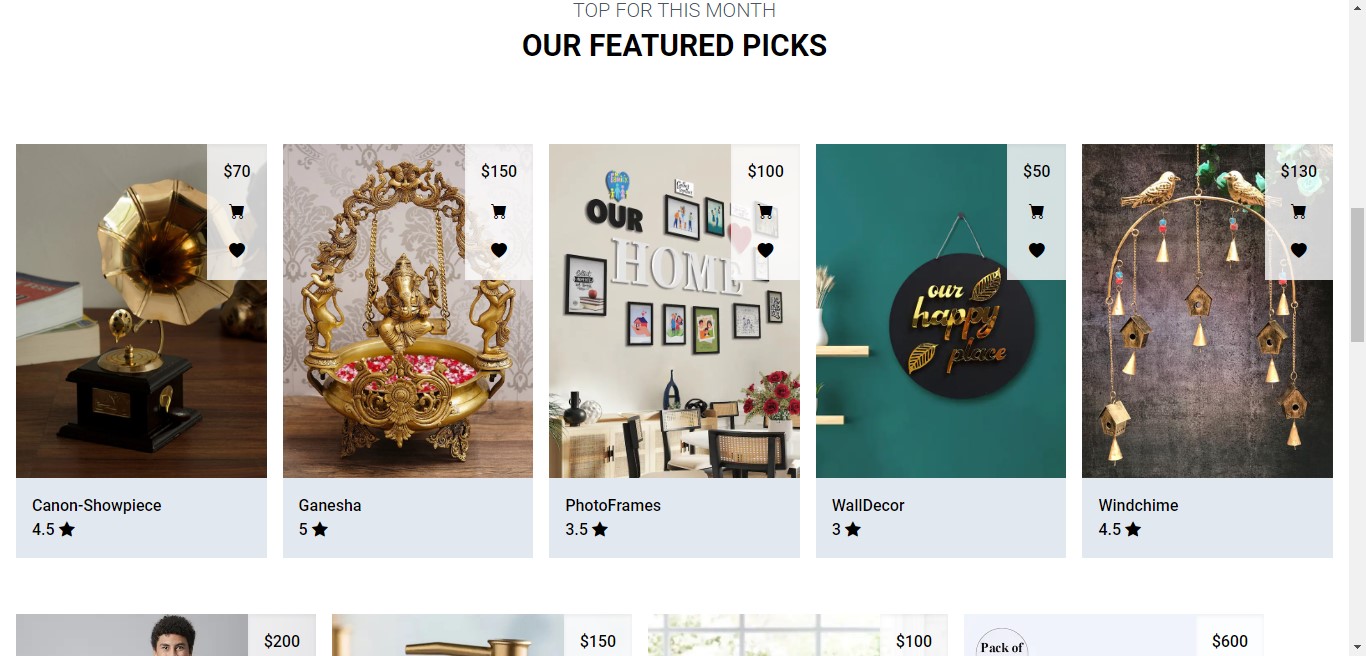 TOP FOR THIS MONTH
OUR FEATURED PICKS
$70
$150
$100
$50
$130
OUR
HOME
our
happy
place
Canon-Showpiece
4.5
Ganesha
5
PhotoFrames
3.5
WallDecor
3
Windchime
4.5
$200
$150
$100
$600
Pack of